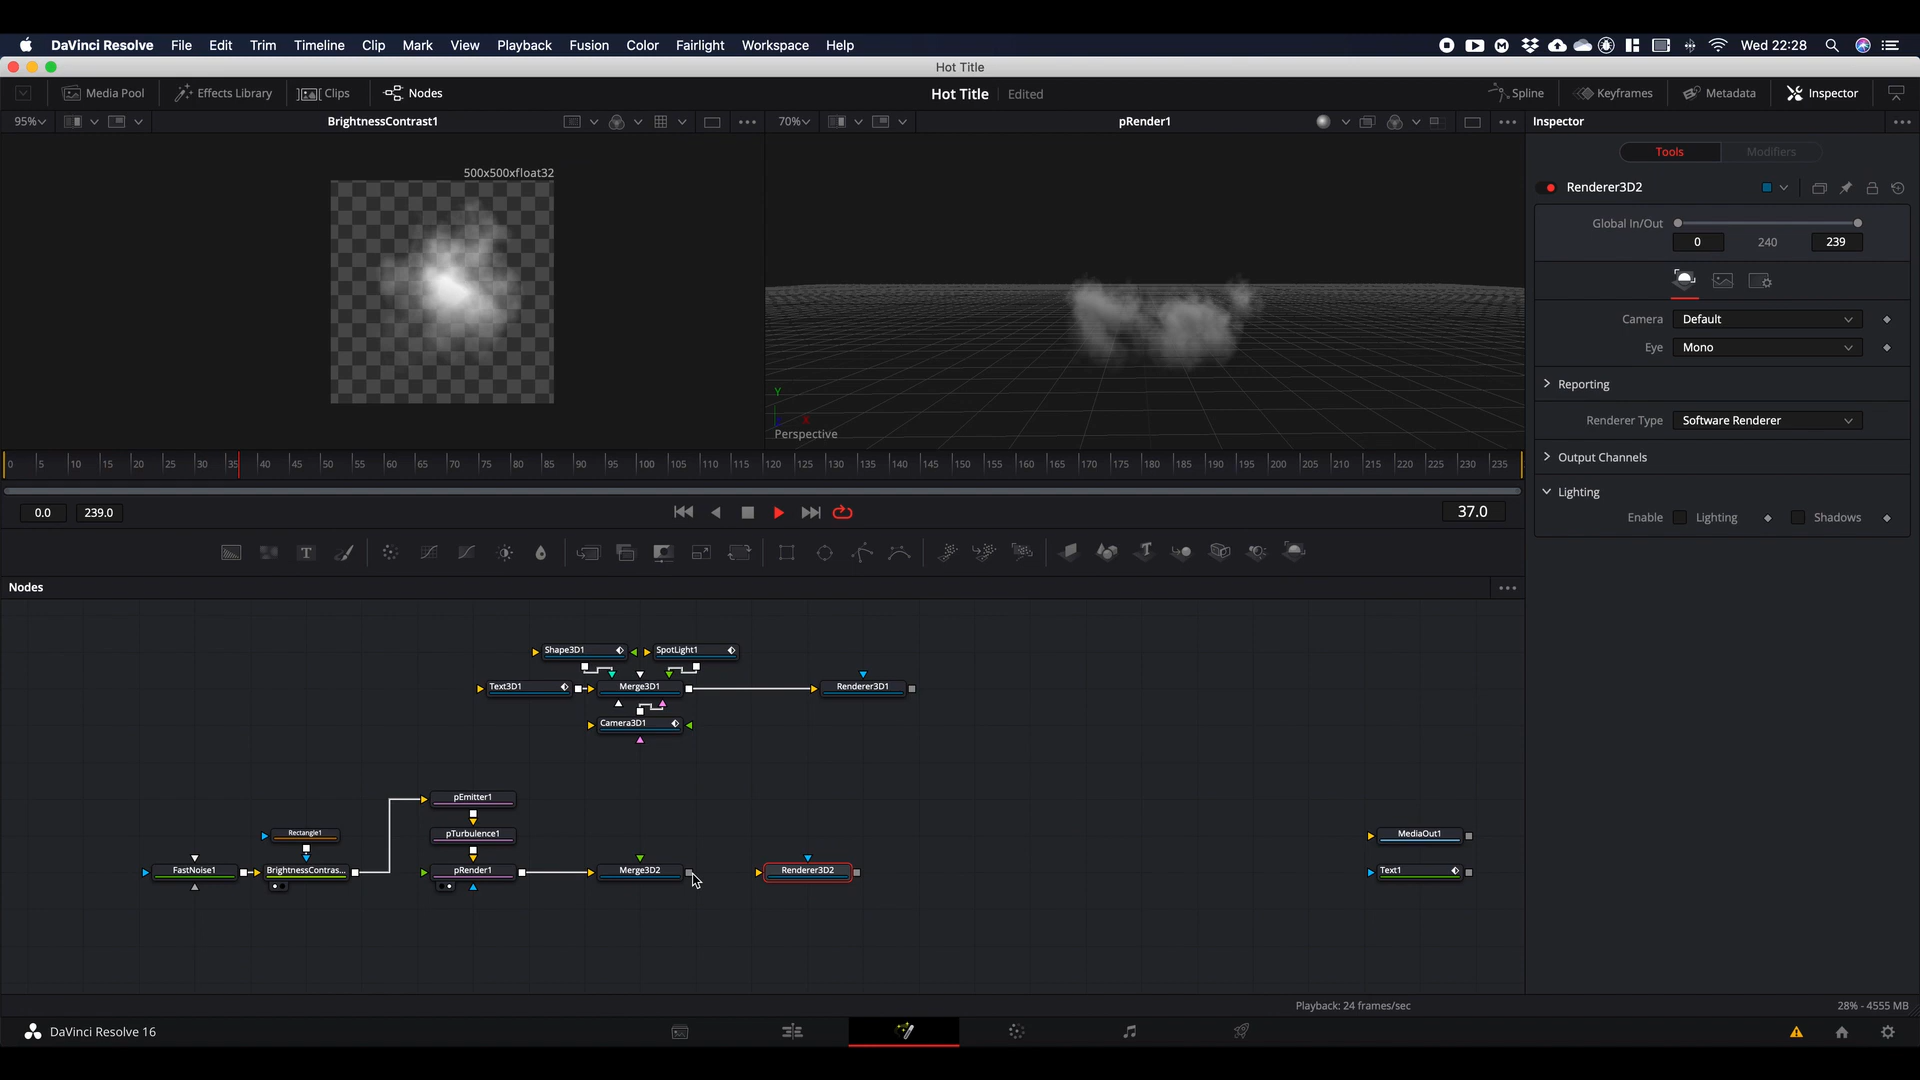 DaVinci Resolve File Edit Trim Timeline Clip Mark View Playback Fusion Color Fairlight Workspace Help Wed 22:28
Hot Title
Media Pool Effects Library Clips Nodes Hot Title Edited Spline Keyframes Metadata Inspector
95% BrightnessContrast1 70% pRender1 Inspector
Tools Modifiers
500x500xfloat32
Renderer3D2
Global In/Out
0 240 239
Camera Default
Eye Mono
Reporting
Y
X
Perspective
Renderer Type Software Renderer
Output Channels
0 5 10 15 20 25 30 35 40 45 50 55 60 65 70 75 80 85 90 95 100 105 110 115 120 125 130 135 140 145 150 155 160 165 170 175 180 185 190 195 200 205 210 215 220 225 230 235
Lighting
0.0 239.0 37.0
Enable Lighting Shadows
T T
Nodes
Shape3D1 SpotLight1
Text3D1 Merge3D1 Renderer3D1
Camera3D1
pEmitter1
Rectangle1 pTurbulence1 MediaOut1
FastNoise1 BrightnessContras... pRender1 Merge3D2 Renderer3D2 Text1
Playback: 24 frames/sec 28% - 4555 MB
DaVinci Resolve 16